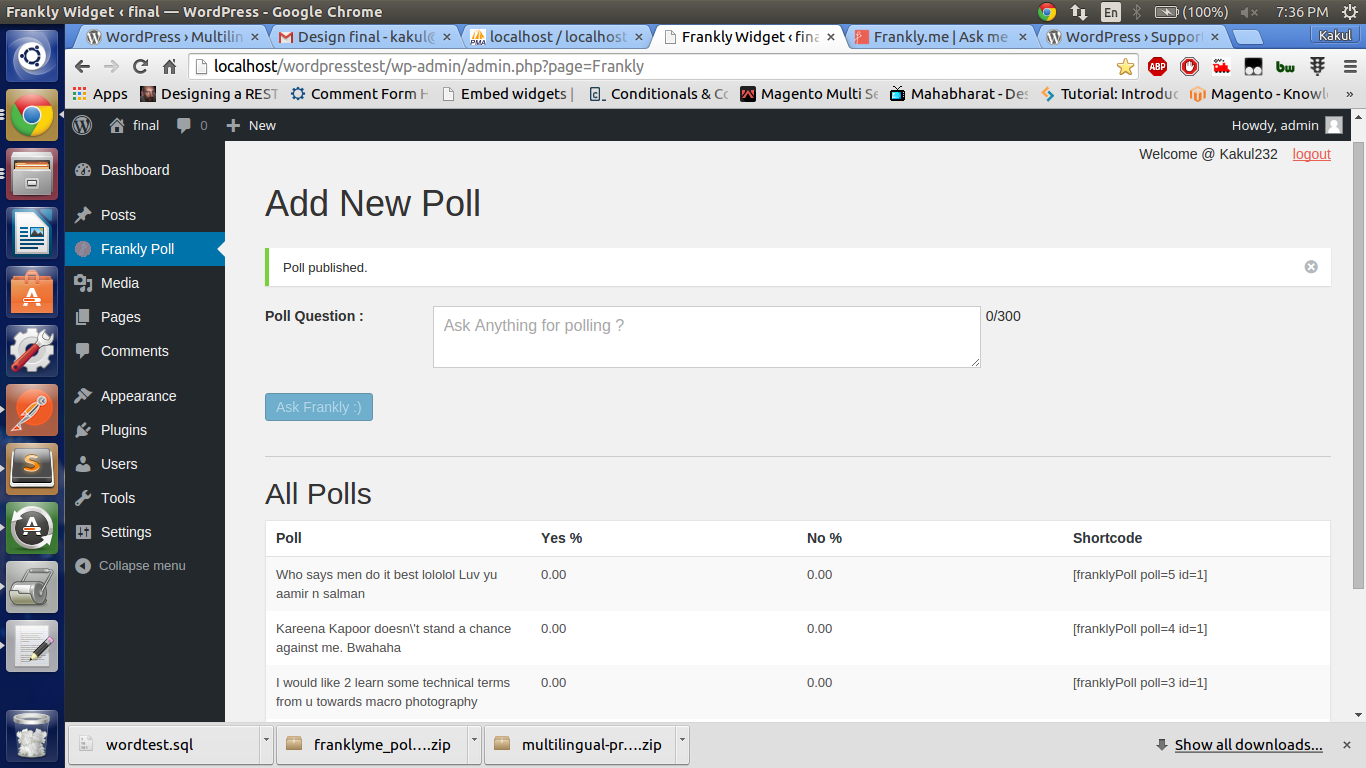 Frankly Widget ‹ final — WordPress - Google Chrome
En
(100%)
7:36 PM
WordPress › Multilin
Design final - kakul@
localhost / localhost
Frankly Widget ‹ fina
Frankly.me | Ask me
WordPress › Support
Kakul
localhost/wordpresstest/wp-admin/admin.php?page=Frankly
ABP
bw
Apps
Designing a REST
Comment Form H
Embed widgets |
Conditionals & Co
Magento Multi Se
Mahabharat - Des
Tutorial: Introduc
Magento - Knowl
»
final
0
New
Howdy, admin
Welcome @ Kakul232
logout
Dashboard
Posts
Frankly Poll
Media
Pages
Comments
Appearance
Plugins
Users
Tools
Settings
Collapse menu
Add New Poll
Poll published.
Poll Question :
Ask Anything for polling ?
0/300
Ask Frankly :)
All Polls
Poll
Yes %
No %
Shortcode
Who says men do it best lololol Luv yu
aamir n salman
0.00
0.00
[franklyPoll poll=5 id=1]
Kareena Kapoor doesn\'t stand a chance
against me. Bwahaha
0.00
0.00
[franklyPoll poll=4 id=1]
I would like 2 learn some technical terms
from u towards macro photography
0.00
0.00
[franklyPoll poll=3 id=1]
wordtest.sql
franklyme_pol....zip
multilingual-pr....zip
Show all downloads...